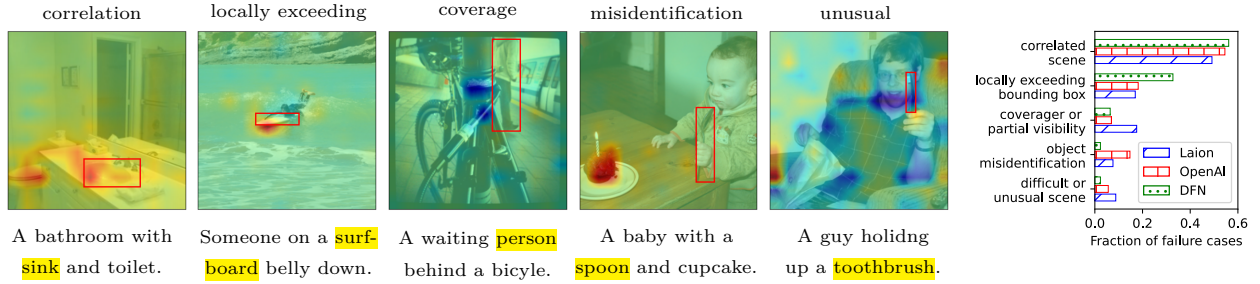 correlation
locally exceeding
coverage
misidentification
unusual
A bathroom with
sink and toilet.
Someone on a surf-
board belly down.
A waiting person
behind a bicycle.
A baby with a
spoon and cupcake.
A guy holidng
up a toothbrush.
correlated
scene
locally exceeding
bounding box
coverager or
partial visibility
object
misidentification
difficult or
unusual scene
Laion
OpenAI
DFN
0.0 0.2 0.4 0.6
Fraction of failure cases